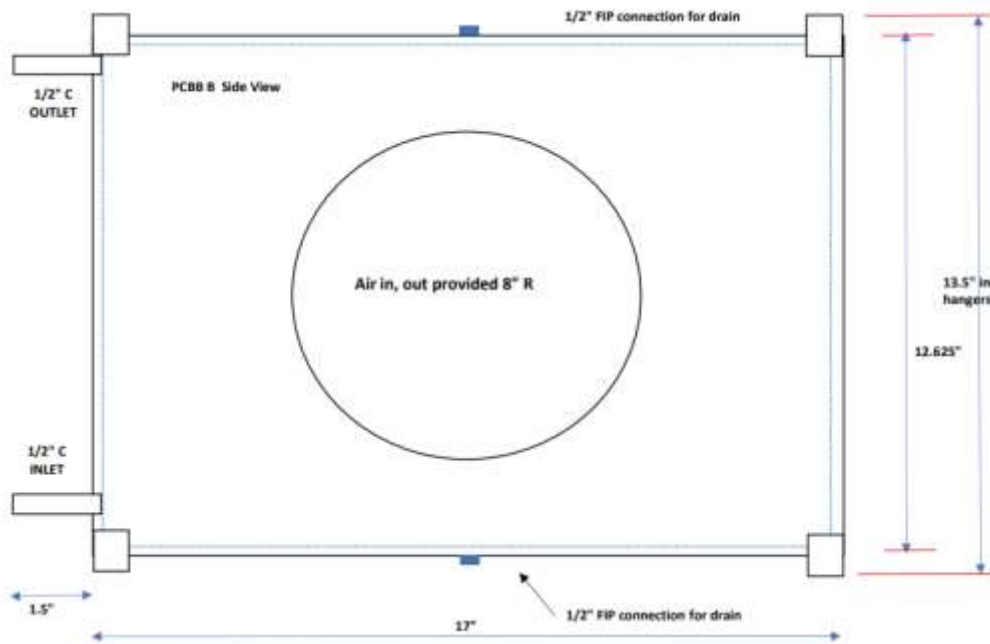 1/2" FIP connection for drain
PCBB B Side View
1/2" C
OUTLET
Air in, out provided 8" R
13.5" in
hangers
12.625"
1/2" C
INLET
1.5"
1/2" FIP connection for drain
17"